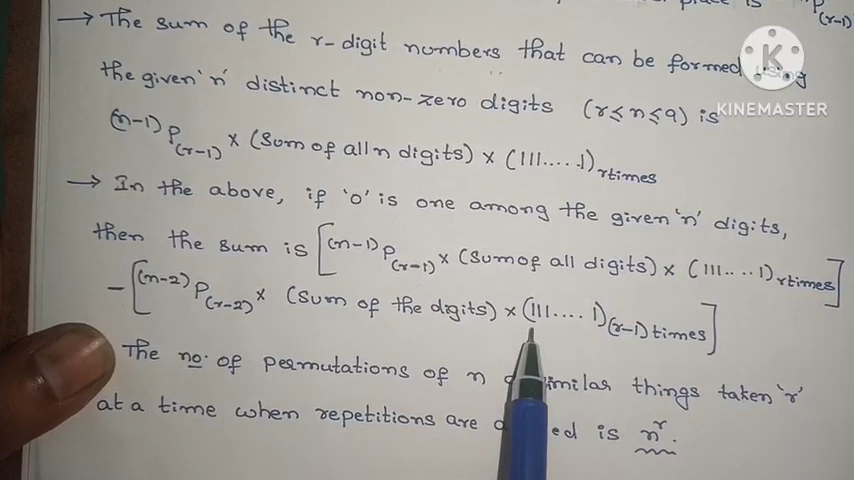 place is P(r-1)
→ The sum of the r-digit numbers that can be formed
the given 'n' distinct non-zero digits (r≤n≤9) is
KINEMASTER
(n-1)P(r-1) × (Sum of all n digits) × (111.....1) r times
→ In the above, if '0' is one among the given 'n' digits,
then the sum is [(n-1)P(r-1) × (Sum of all digits) × (111....1) r times]
- [(n-2)P(r-2) × (Sum of the digits) × (111....1)(r-1) times]
The no. of permutations of n things taken 'r'
at a time when repetitions are is nʳ.